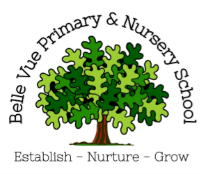 Belle Vue Primary & Nursery School
Establish - Nurture - Grow